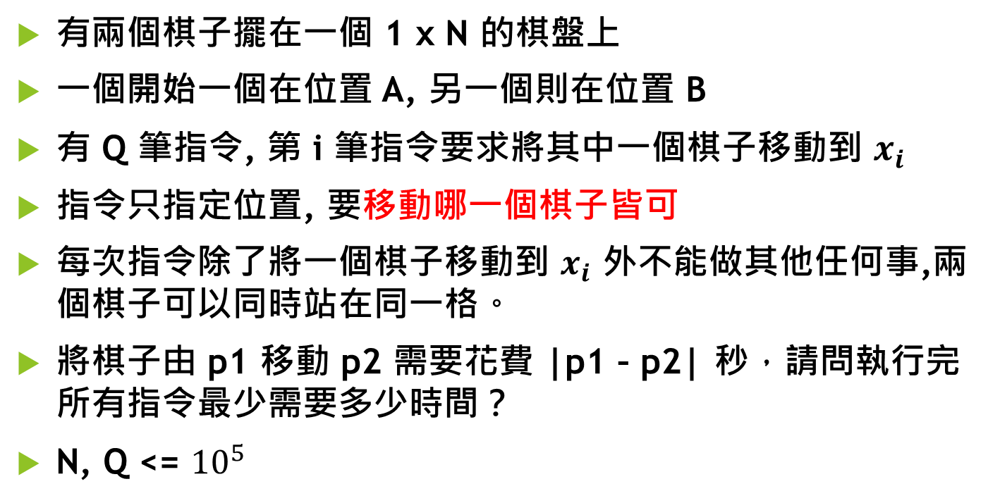 有兩個棋子擺在一個 1 x N 的棋盤上
一個開始一個在位置 A, 另一個則在位置 B
有 Q 筆指令, 第 i 筆指令要求將其中一個棋子移動到 xᵢ
指令只指定位置, 要移動哪一個棋子皆可
每次指令除了將一個棋子移動到 xᵢ 外不能做其他任何事,兩
個棋子可以同時站在同一格。
將棋子由 p1 移動 p2 需要花費 |p1 - p2| 秒，請問執行完
所有指令最少需要多少時間？
N, Q <= 10⁵